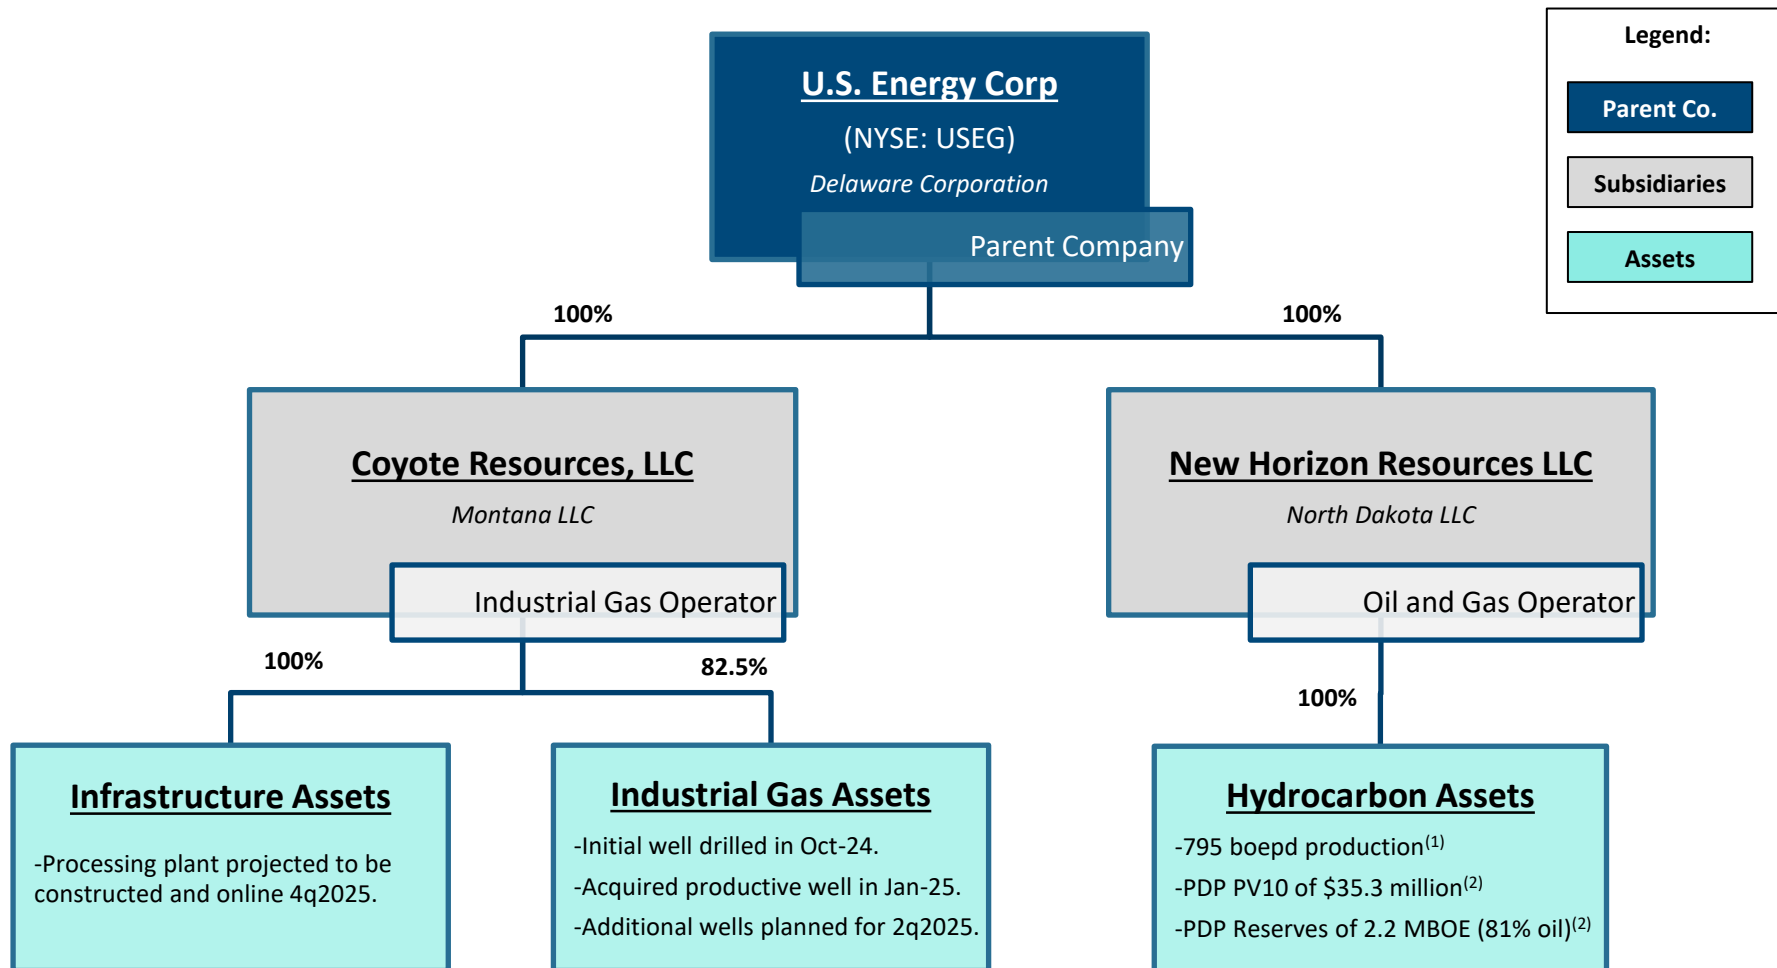 U.S. Energy Corp
(NYSE: USEG)
Delaware Corporation
Parent Company
Legend:
Parent Co.
Subsidiaries
Assets
100%
100%
Coyote Resources, LLC
Montana LLC
Industrial Gas Operator
New Horizon Resources LLC
North Dakota LLC
Oil and Gas Operator
100%
82.5%
100%
Infrastructure Assets
-Processing plant projected to be
constructed and online 4q2025.
Industrial Gas Assets
-Initial well drilled in Oct-24.
-Acquired productive well in Jan-25.
-Additional wells planned for 2q2025.
Hydrocarbon Assets
-795 boepd production(1)
-PDP PV10 of $35.3 million(2)
-PDP Reserves of 2.2 MBOE (81% oil)(2)